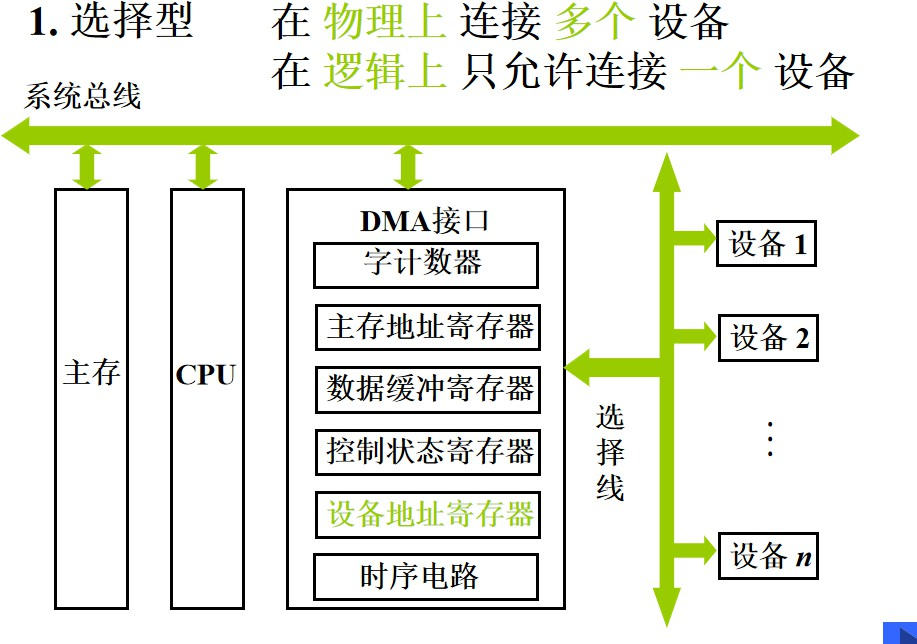 1. 选择型 在 物理上 连接 多个 设备
在 逻辑上 只允许连接 一个 设备
系统总线
主存
CPU
DMA接口
字计数器
主存地址寄存器
数据缓冲寄存器
控制状态寄存器
设备地址寄存器
时序电路
选择线
设备 1
设备 2
⋮
设备 n